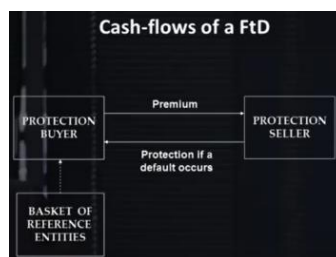 Cash-flows of a FtD
Premium
PROTECTION
BUYER
PROTECTION
SELLER
Protection if a
default occurs
BASKET OF
REFERENCE
ENTITIES